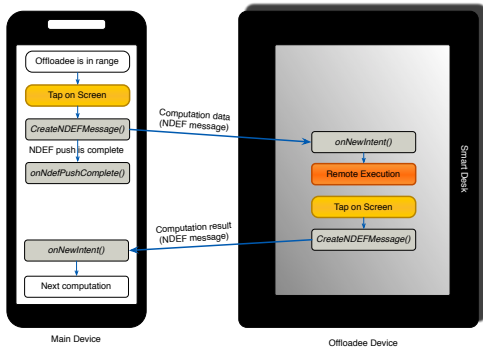 Offloadee is in range
Tap on Screen
CreateNDEFMessage()
NDEF push is complete
onNdefPushComplete()
onNewIntent()
Next computation
Main Device
Computation data
(NDEF message)
Computation result
(NDEF message)
onNewIntent()
Remote Execution
Tap on Screen
CreateNDEFMessage()
Smart Desk
Offloadee Device